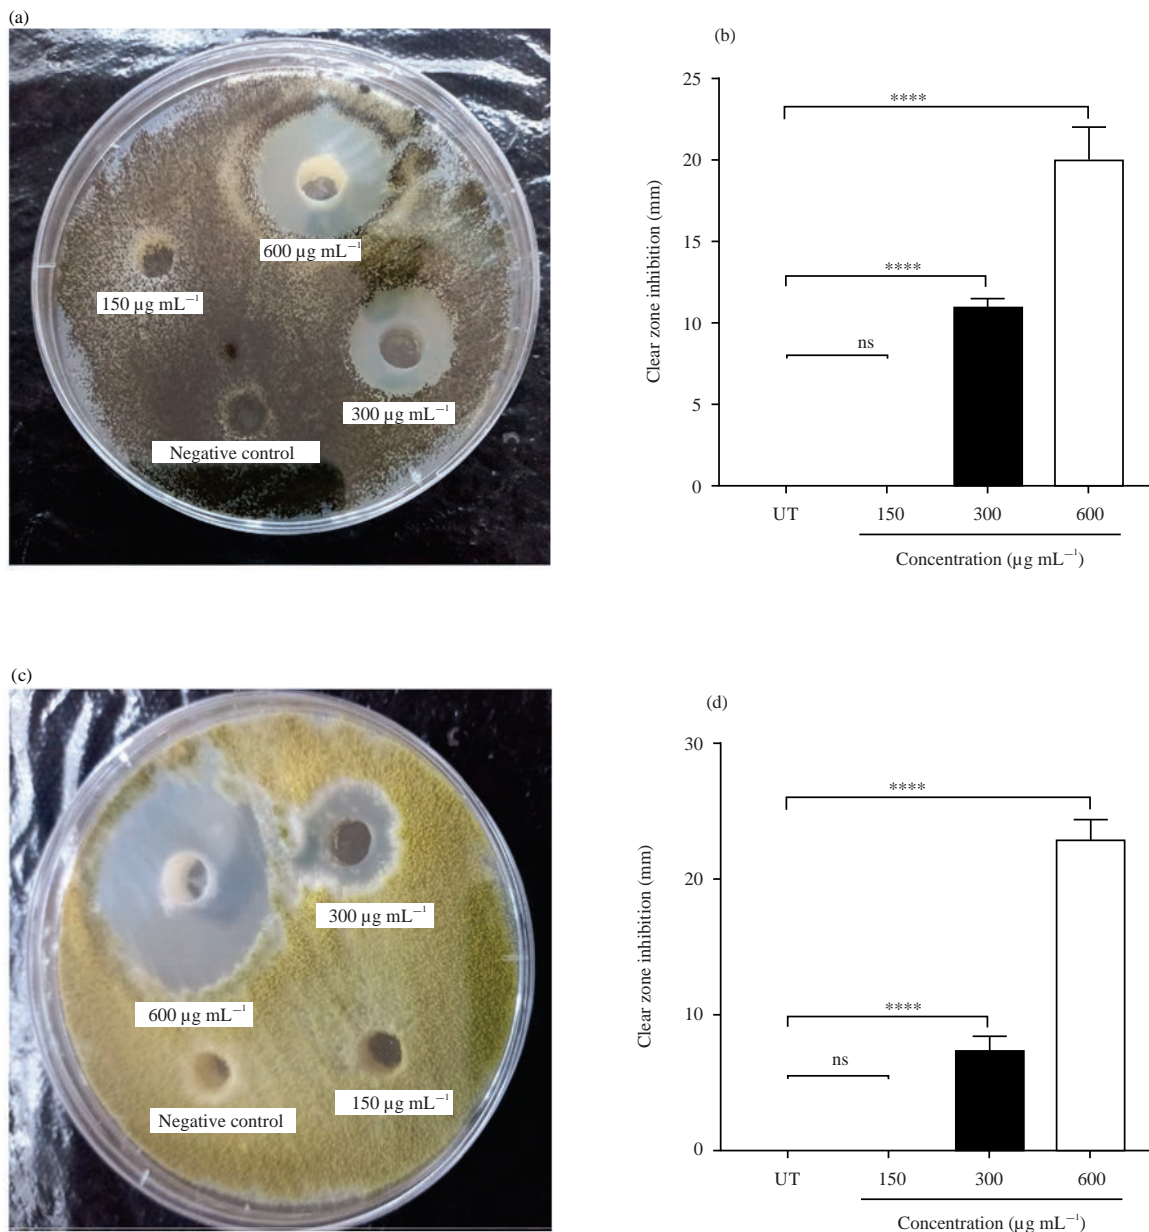 (a)
600 µg mL⁻¹
150 µg mL⁻¹
300 µg mL⁻¹
Negative control
(b)
25
20
15
10
5
0
Clear zone inhibition (mm)
****
****
ns
UT 150 300 600
Concentration (µg mL⁻¹)
(c)
300 µg mL⁻¹
600 µg mL⁻¹
150 µg mL⁻¹
Negative control
(d)
30
20
10
0
Clear zone inhibition (mm)
****
****
ns
UT 150 300 600
Concentration (µg mL⁻¹)